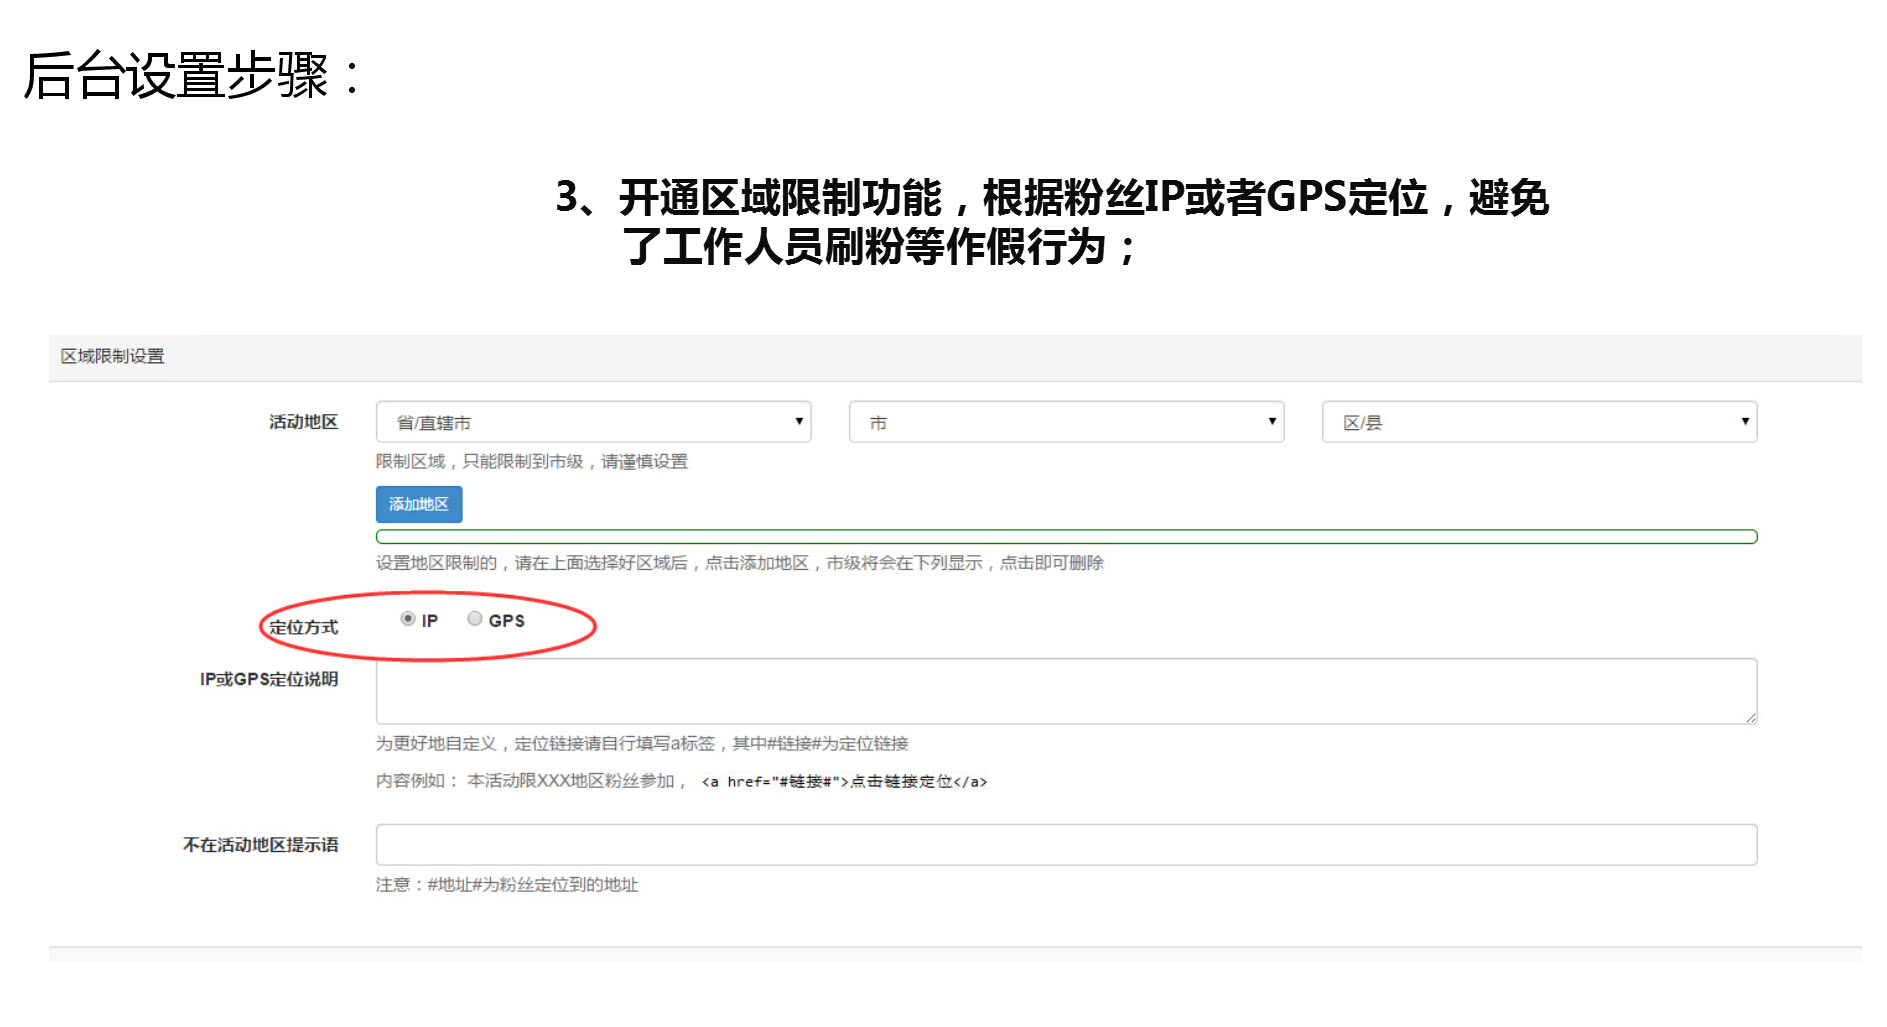 后台设置步骤：
3、开通区域限制功能，根据粉丝IP或者GPS定位，避免
了工作人员刷粉等作假行为；
区域限制设置
活动地区 省/直辖市 市 区/县
限制区域，只能限制到市级，请谨慎设置
添加地区
设置地区限制的，请在上面选择好区域后，点击添加地区，市级将会在下列显示，点击即可删除
定位方式 IP GPS
IP或GPS定位说明
为更好地自定义，定位链接请自行填写a标签，其中#链接#为定位链接
内容例如： 本活动限XXX地区粉丝参加， <a href="#链接#">点击链接定位</a>
不在活动地区提示语
注意：#地址#为粉丝定位到的地址